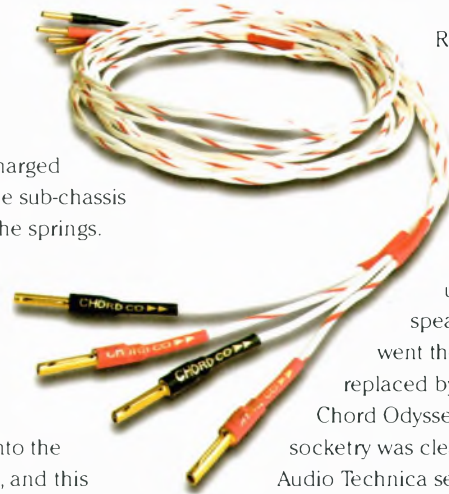 harged
e sub-chassis
he springs.
nto the
, and this
CHORD CO
CHORD CO
CHORD CO
R
u
spea
went th
replaced by
Chord Odysse
socketry was cle
Audio Technica se